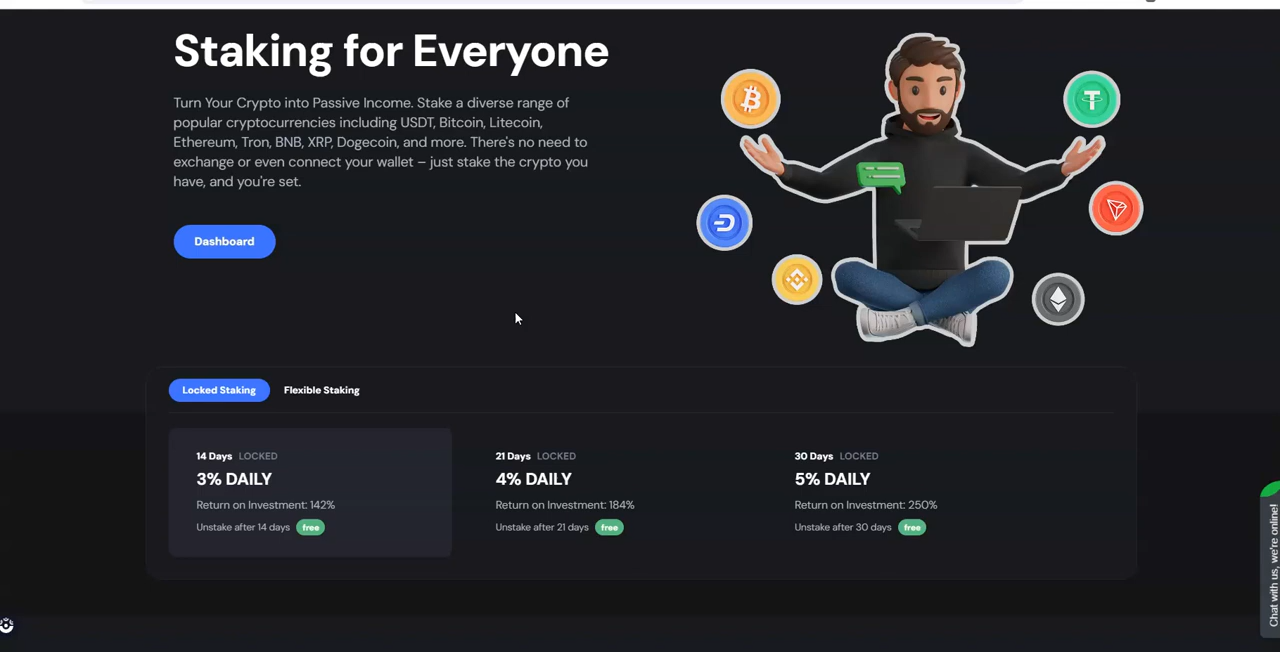 Staking for Everyone
Turn Your Crypto into Passive Income. Stake a diverse range of
popular cryptocurrencies including USDT, Bitcoin, Litecoin,
Ethereum, Tron, BNB, XRP, Dogecoin, and more. There's no need to
exchange or even connect your wallet – just stake the crypto you
have, and you're set.
Dashboard
Locked Staking Flexible Staking
14 Days LOCKED
3% DAILY
Return on Investment: 142%
Unstake after 14 days free
21 Days LOCKED
4% DAILY
Return on Investment: 184%
Unstake after 21 days free
30 Days LOCKED
5% DAILY
Return on Investment: 250%
Unstake after 30 days free
Chat with us, we're online!